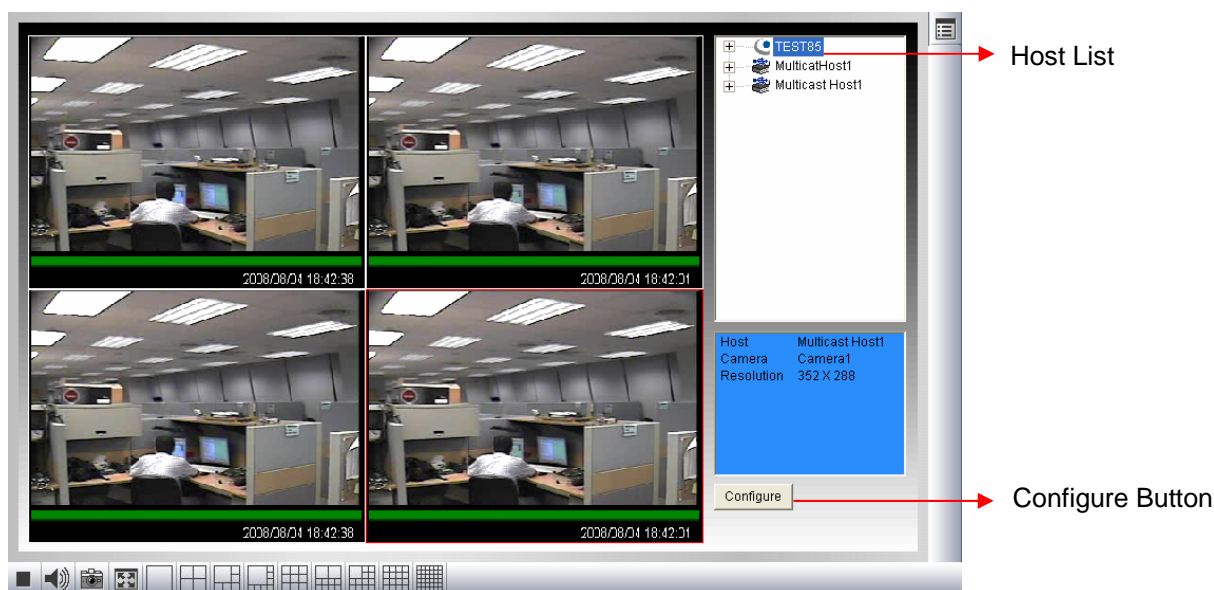 TEST85
MulticatHost1
Multicast Host1
Host List
2008/08/04 18:42:38
2008/08/04 18:42:01
Host Multicast Host1
Camera Camera1
Resolution 352 X 288
Configure
Configure Button
2008/08/04 18:42:38
2008/08/04 18:42:01